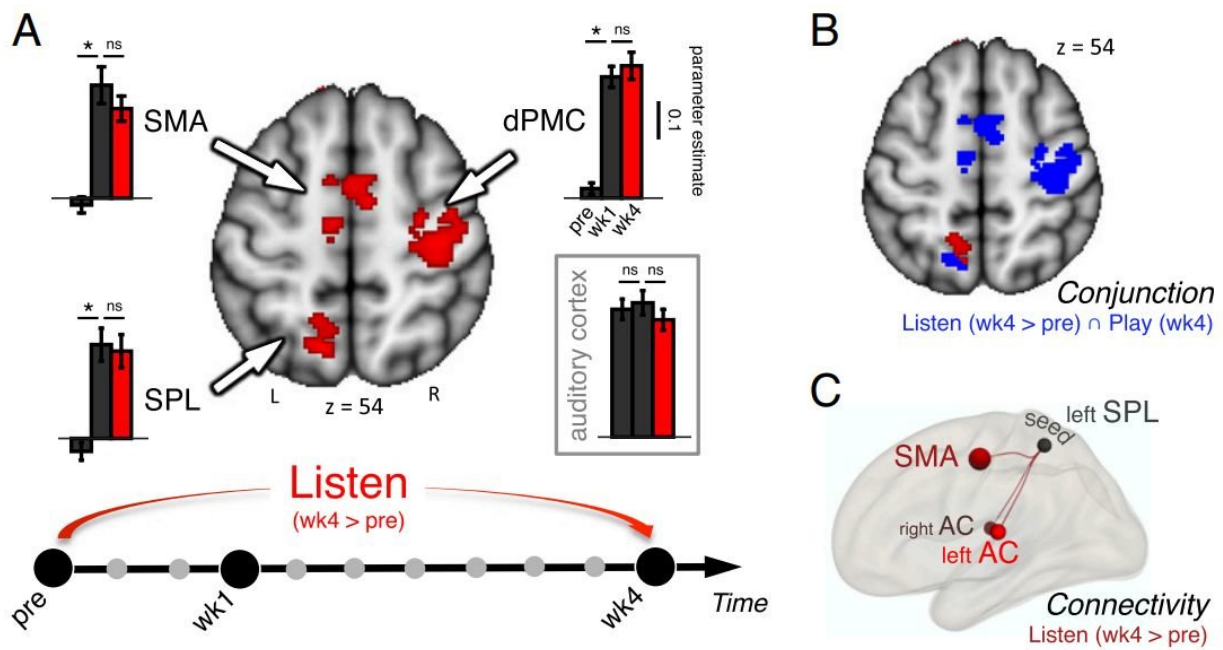 A
* ns
SMA
* ns
dPMC
0.1
parameter estimate
pre
wk1
wk4
* ns
SPL
L
z = 54
R
auditory cortex
ns ns
Listen
(wk4 > pre)
pre
wk1
wk4
Time
B
z = 54
Conjunction
Listen (wk4 > pre) ∩ Play (wk4)
C
left SPL
seed
SMA
right AC
left AC
Connectivity
Listen (wk4 > pre)